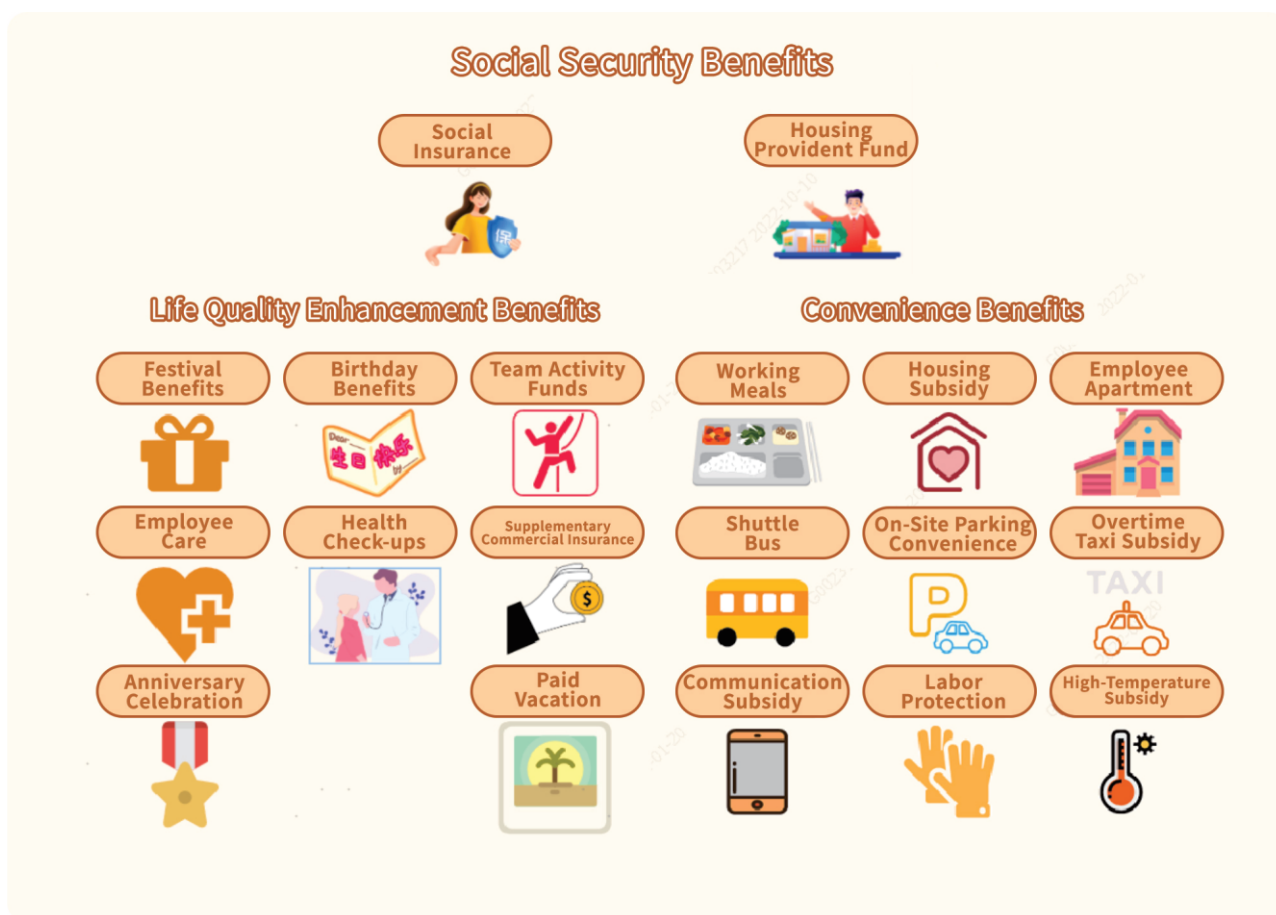 Social Security Benefits
Social
Insurance
Housing
Provident Fund
保
Life Quality Enhancement Benefits
Convenience Benefits
Festival
Benefits
Birthday
Benefits
Team Activity
Funds
Working
Meals
Housing
Subsidy
Employee
Apartment
Dear
生日快乐
by
Employee
Care
Health
Check-ups
Supplementary
Commercial Insurance
Shuttle
Bus
On-Site Parking
Convenience
Overtime
Taxi Subsidy
$
P
TAXI
Anniversary
Celebration
Paid
Vacation
Communication
Subsidy
Labor
Protection
High-Temperature
Subsidy